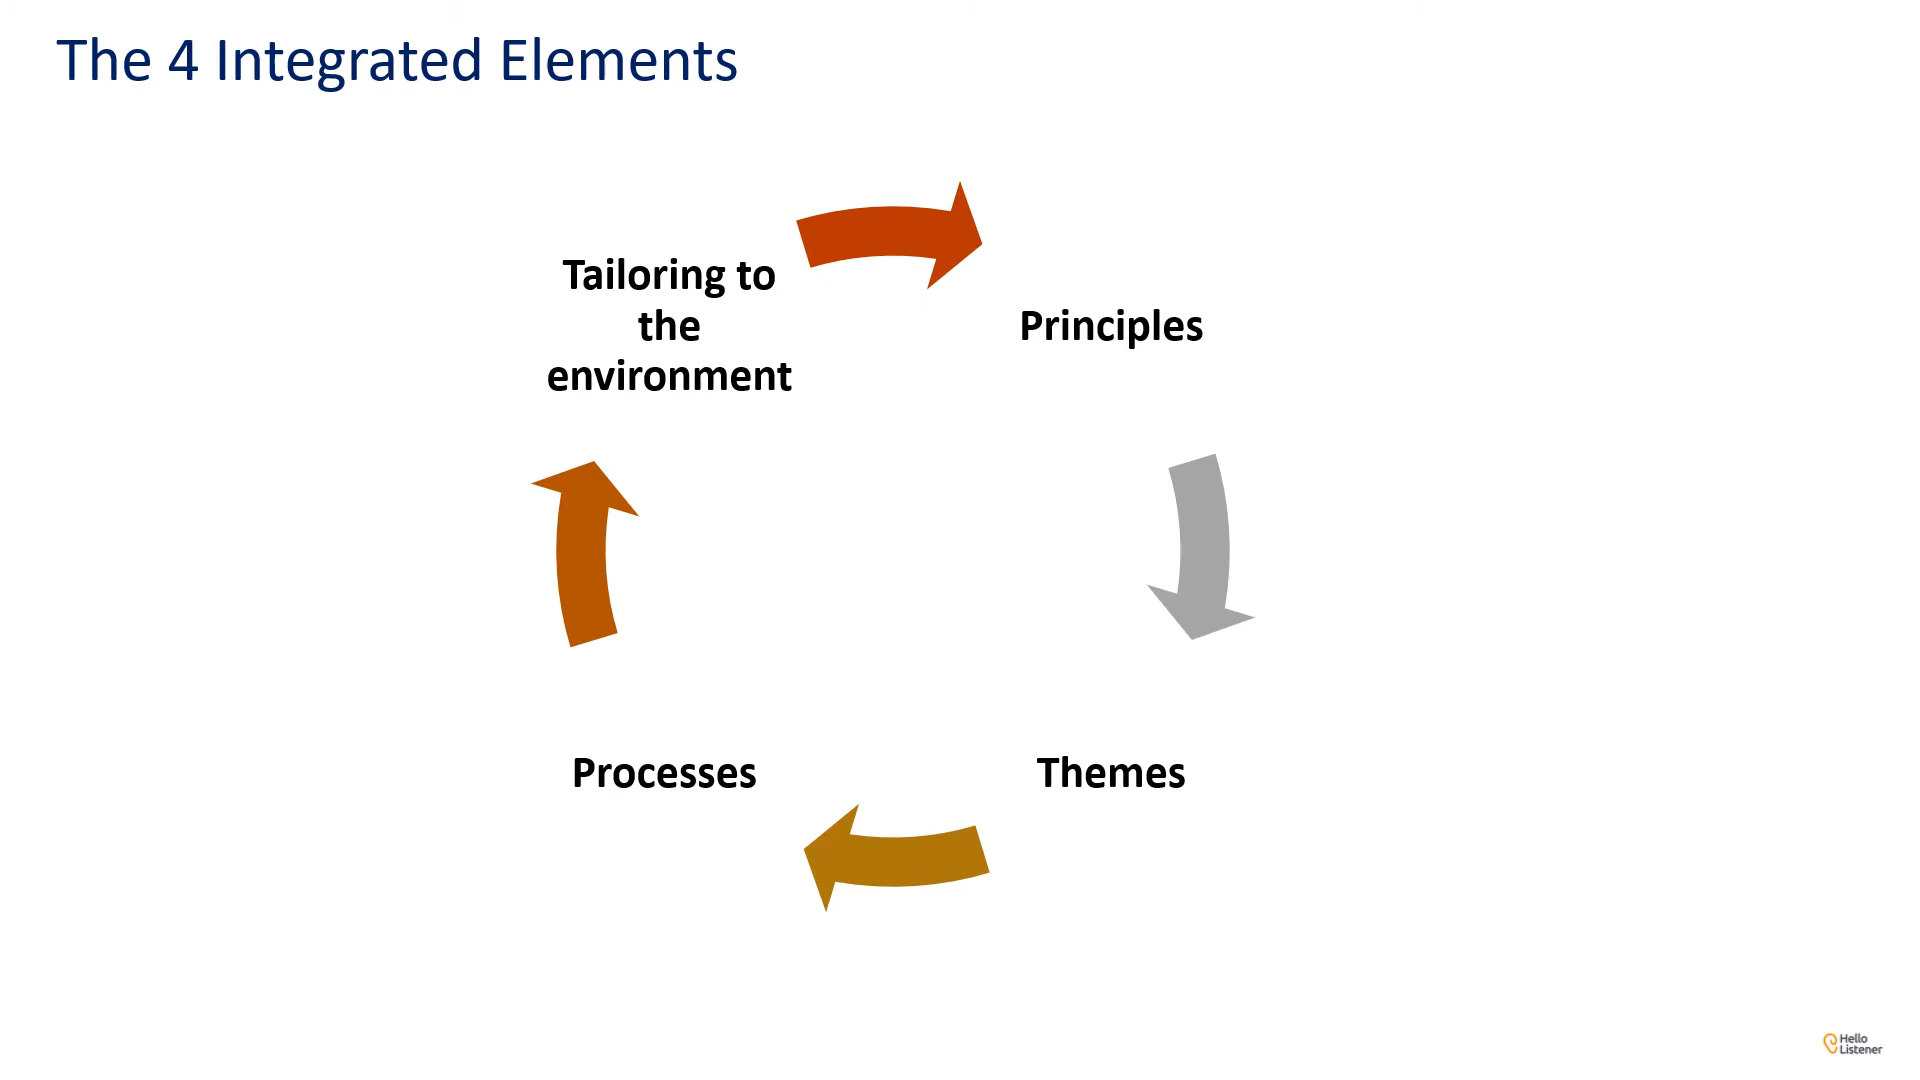 The 4 Integrated Elements
Tailoring to
the
environment
Principles
Processes
Themes
Hello
Listener